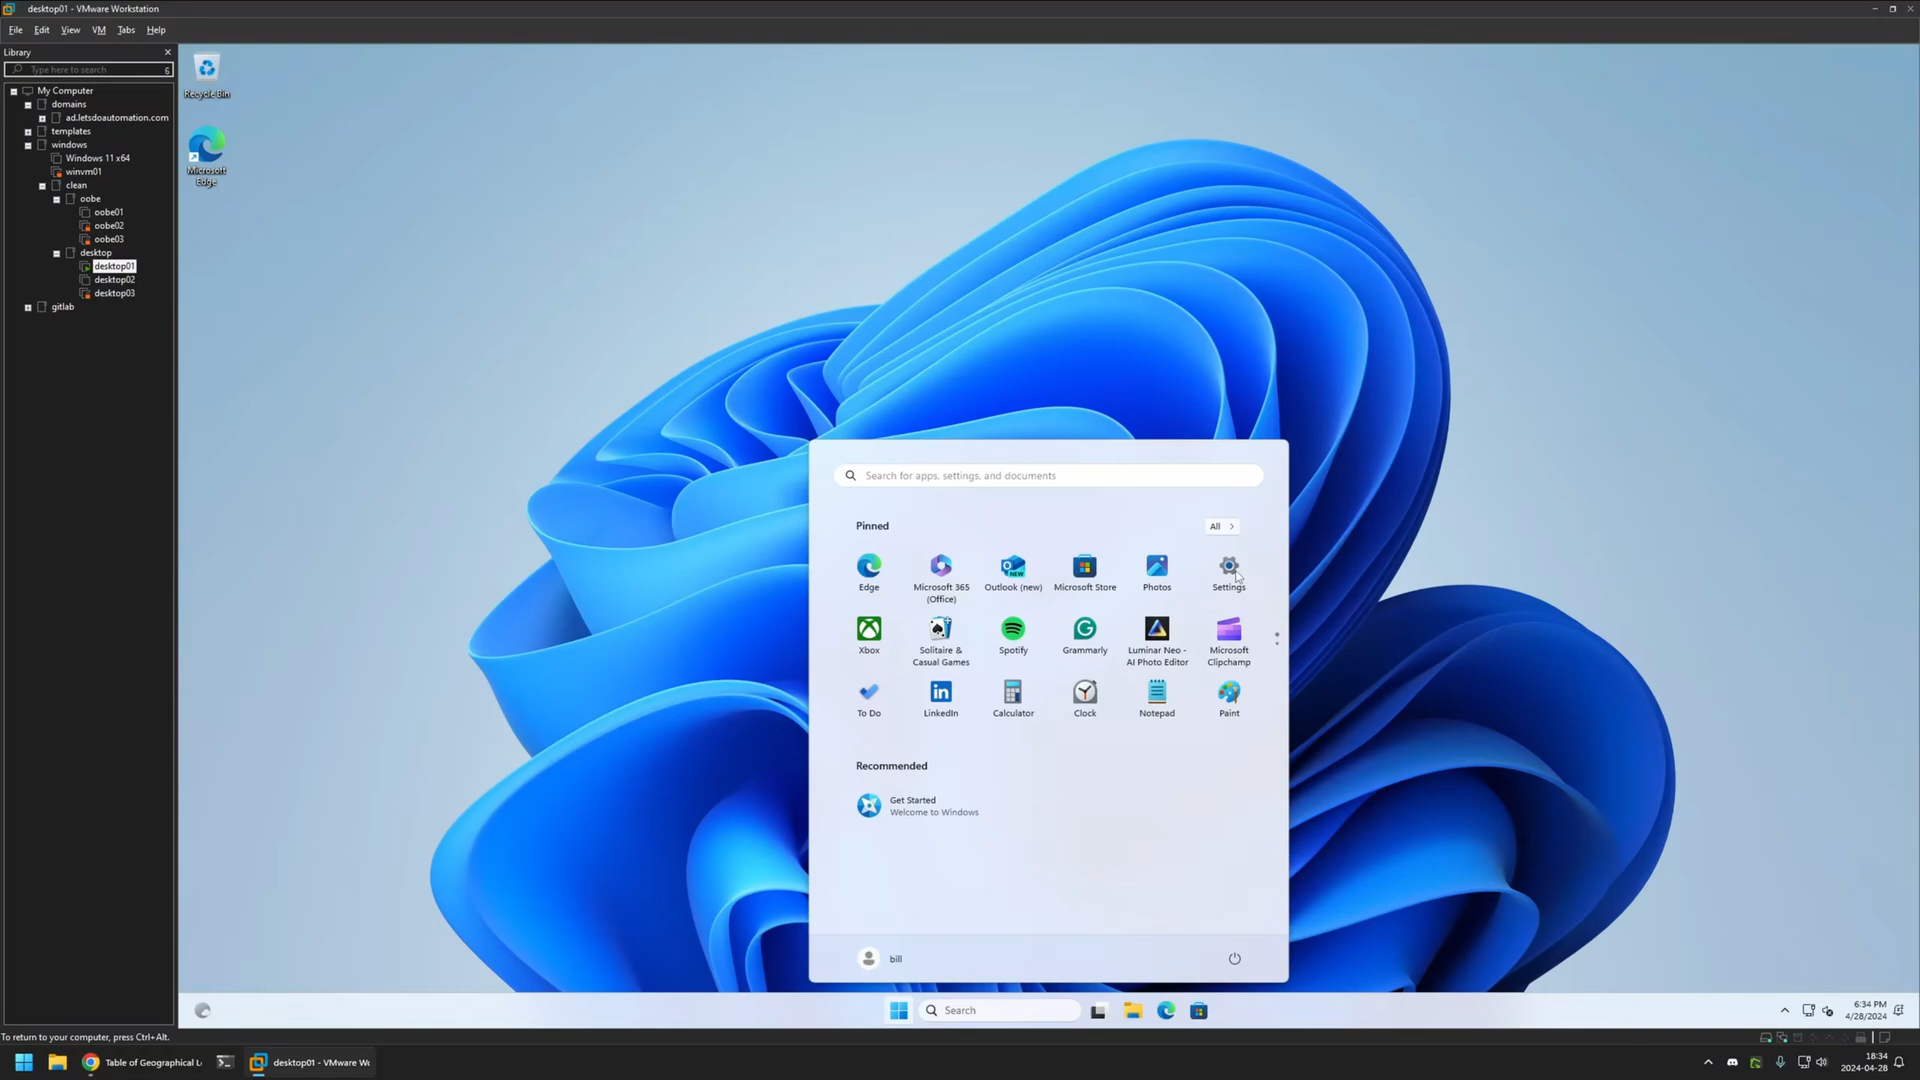 desktop01 - VMware Workstation
File Edit View VM Tabs Help
Library
Type here to search
My Computer
domains
ad.letsdoautomation.com
templates
windows
Windows 11 x64
winvm01
clean
oobe
oobe01
oobe02
oobe03
desktop
desktop01
desktop02
desktop03
gitlab
Recycle Bin
Microsoft
Edge
Search for apps, settings, and documents
Pinned
All
Edge
Microsoft 365
(Office)
Outlook (new)
NEW
Microsoft Store
Photos
Settings
Xbox
Solitaire &
Casual Games
Spotify
Grammarly
Luminar Neo -
AI Photo Editor
Microsoft
Clipchamp
To Do
LinkedIn
Calculator
Clock
Notepad
Paint
Recommended
Get Started
Welcome to Windows
bill
Search
6:34 PM
4/28/2024
To return to your computer, press Ctrl+Alt.
Table of Geographical L
desktop01 - VMware Wo
18:34
2024-04-28